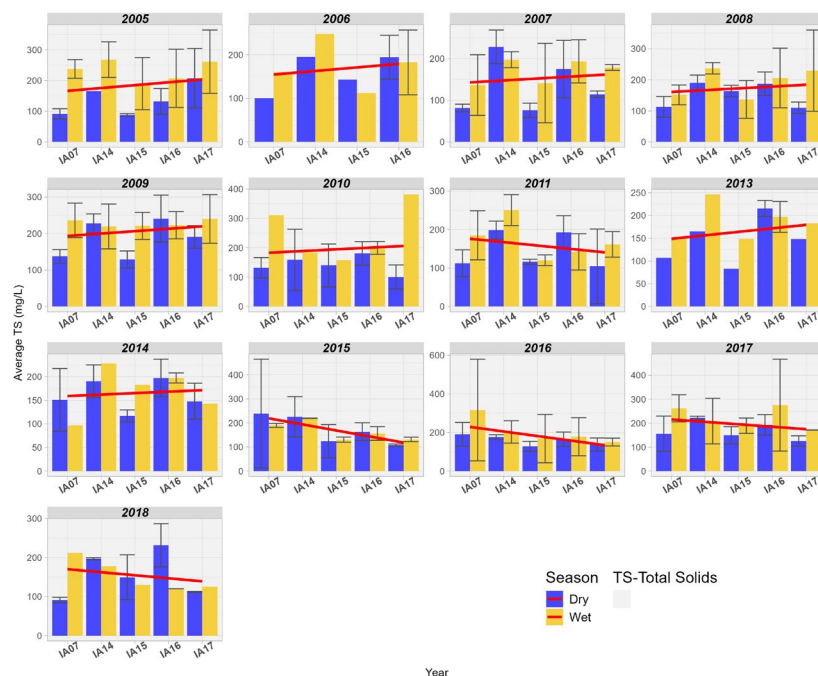 2005 2006 2007 2008
300 200 100 0
200 100 0
200 100 0
300 200 100 0
IA07 IA14 IA15 IA16 IA17
IA07 IA14 IA15 IA16
IA07 IA14 IA15 IA16 IA17
IA07 IA14 IA15 IA16 IA17
2009 2010 2011 2013
300 200 100 0
400 300 200 100 0
300 200 100 0
250 200 150 100 50 0
IA07 IA14 IA15 IA16 IA17
IA07 IA14 IA15 IA16 IA17
IA07 IA14 IA15 IA16 IA17
IA07 IA14 IA15 IA16 IA17
Average TS (mg/L)
2014 2015 2016 2017
200 150 100 50 0
400 300 200 100 0
600 400 200 0
400 200 0
IA07 IA14 IA15 IA16 IA17
IA07 IA14 IA15 IA16 IA17
IA07 IA14 IA15 IA16 IA17
IA07 IA14 IA15 IA16 IA17
2018
300 200 100 0
IA07 IA14 IA15 IA16 IA17
Season TS-Total Solids
Dry
Wet
Year